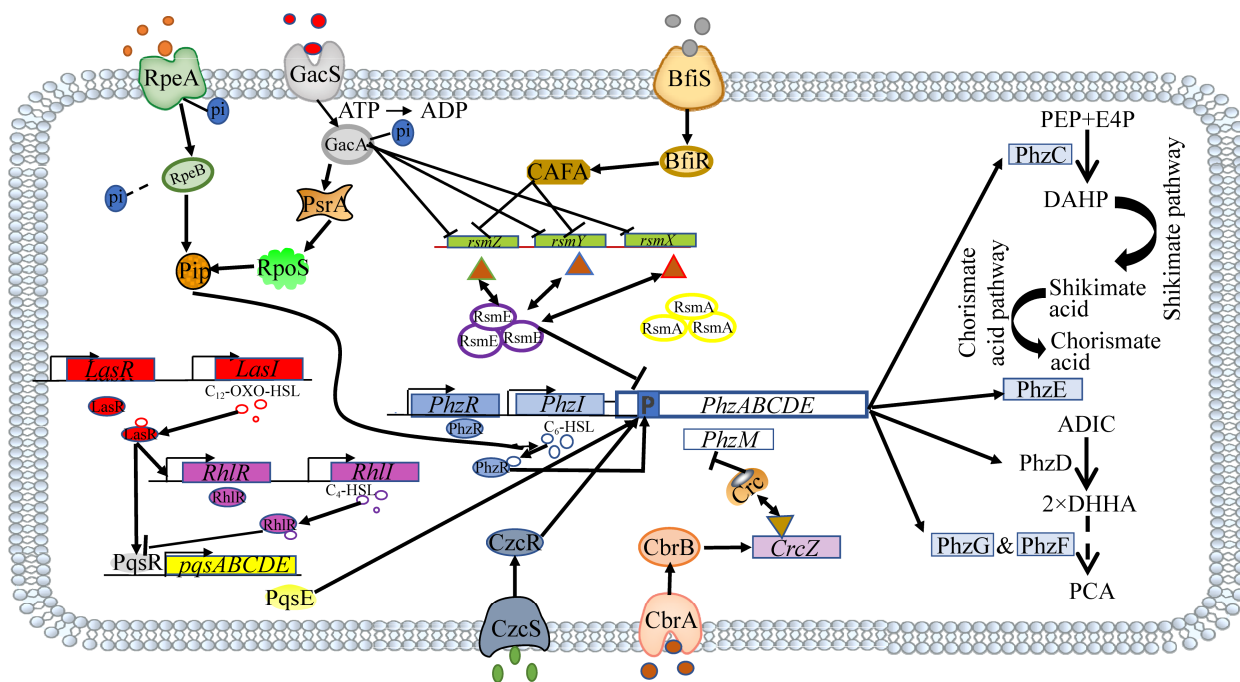 RpeA
pi
RpeB
pi
Pip
GacS
ATP → ADP
pi
GacA
PsrA
RpoS
BfiS
BfiR
CAFA
rsmZ
rsmY
rsmX
RsmE
RsmE
RsmE
RsmA
RsmA
RsmA
LasR
LasI
C12-OXO-HSL
LasR
LasR
RhlR
RhlI
C4-HSL
RhlR
RhlR
PqsR
pqsABCDE
PqsE
PhzR
PhzI
P
PhzABCDE
PhzR
C6-HSL
PhzR
PhzM
Crc
CrcZ
CzcR
CzcS
CbrB
CbrA
PEP+E4P
PhzC
DAHP
Shikimate pathway
Chorismate
acid pathway
Shikimate
acid
Chorismate
acid
PhzE
ADIC
PhzD
2×DHHA
PhzG & PhzF
PCA